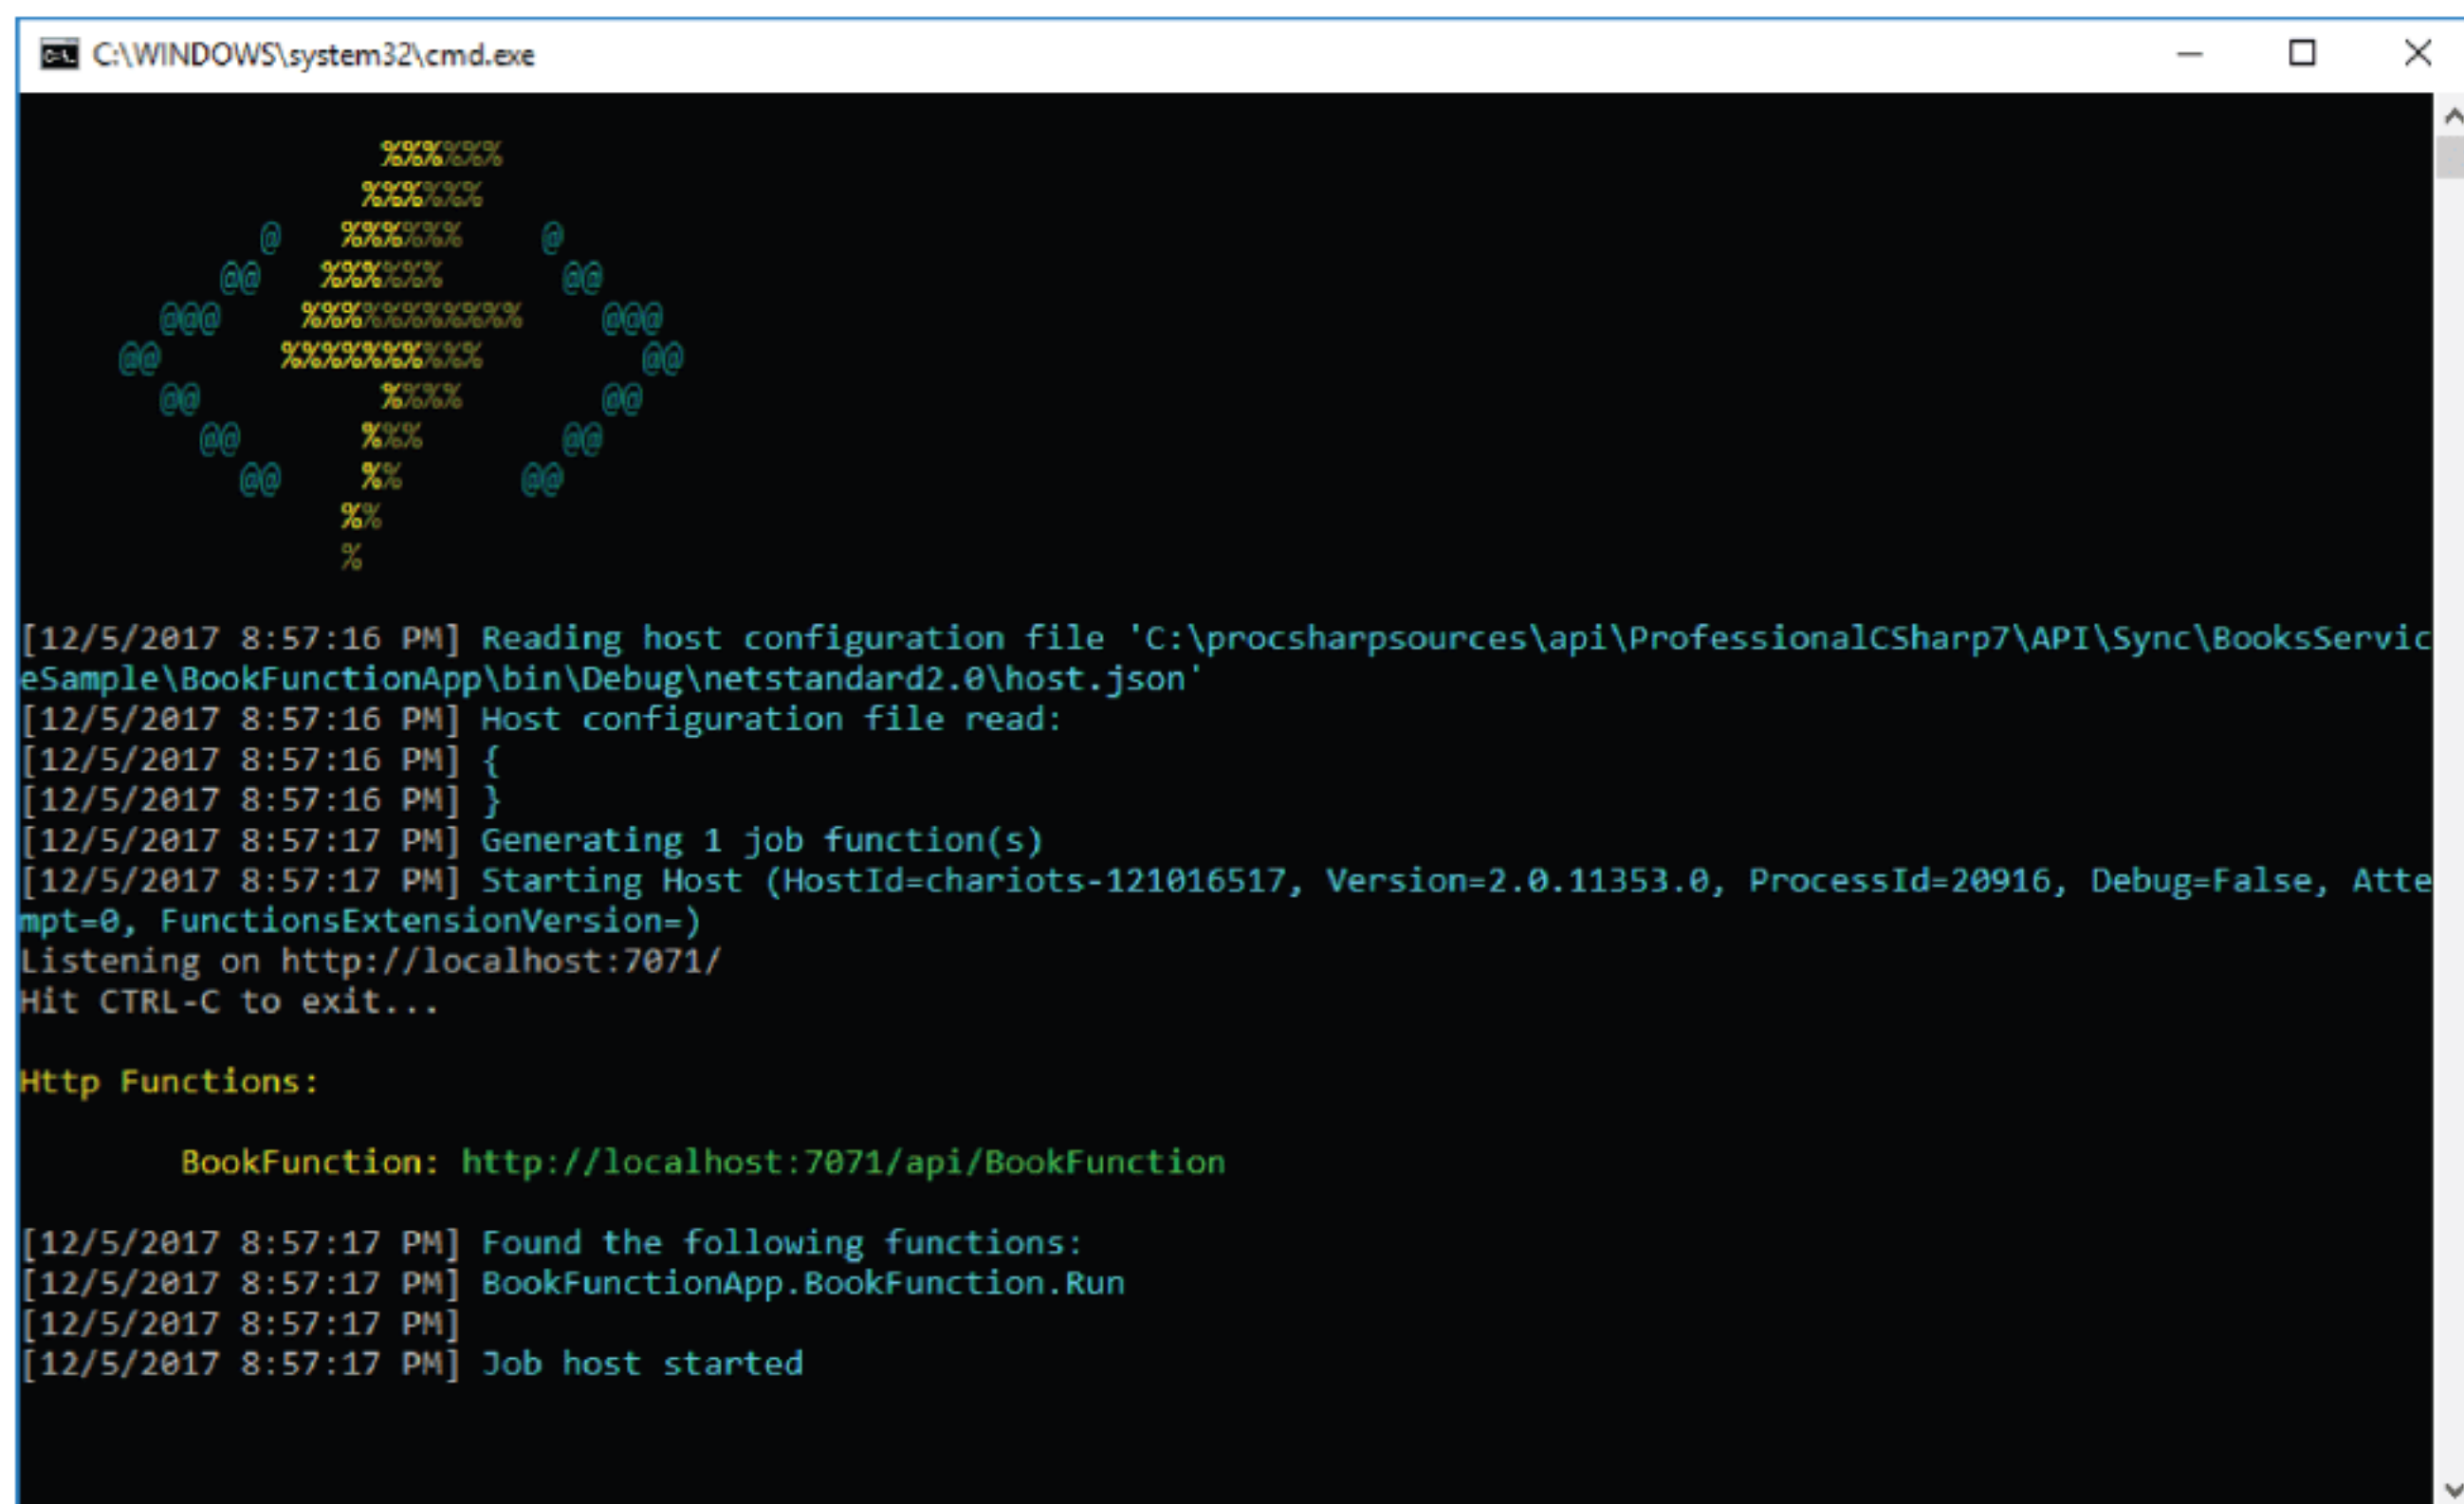 C:\WINDOWS\system32\cmd.exe
%%%%%%
%%%%%%
@   %%%%%%    @
@@   %%%%%%      @@
@@@    %%%%%%%%%%%    @@@
@@      %%%%%%%%%%        @@
@@         %%%%       @@
@@      %%%       @@
@@    %%      @@
%%
%
[12/5/2017 8:57:16 PM] Reading host configuration file 'C:\procsharpsources\api\ProfessionalCSharp7\API\Sync\BooksServic
eSample\BookFunctionApp\bin\Debug\netstandard2.0\host.json'
[12/5/2017 8:57:16 PM] Host configuration file read:
[12/5/2017 8:57:16 PM] {
[12/5/2017 8:57:16 PM] }
[12/5/2017 8:57:17 PM] Generating 1 job function(s)
[12/5/2017 8:57:17 PM] Starting Host (HostId=chariots-121016517, Version=2.0.11353.0, ProcessId=20916, Debug=False, Atte
mpt=0, FunctionsExtensionVersion=)
Listening on http://localhost:7071/
Hit CTRL-C to exit...
Http Functions:
BookFunction: http://localhost:7071/api/BookFunction
[12/5/2017 8:57:17 PM] Found the following functions:
[12/5/2017 8:57:17 PM] BookFunctionApp.BookFunction.Run
[12/5/2017 8:57:17 PM]
[12/5/2017 8:57:17 PM] Job host started